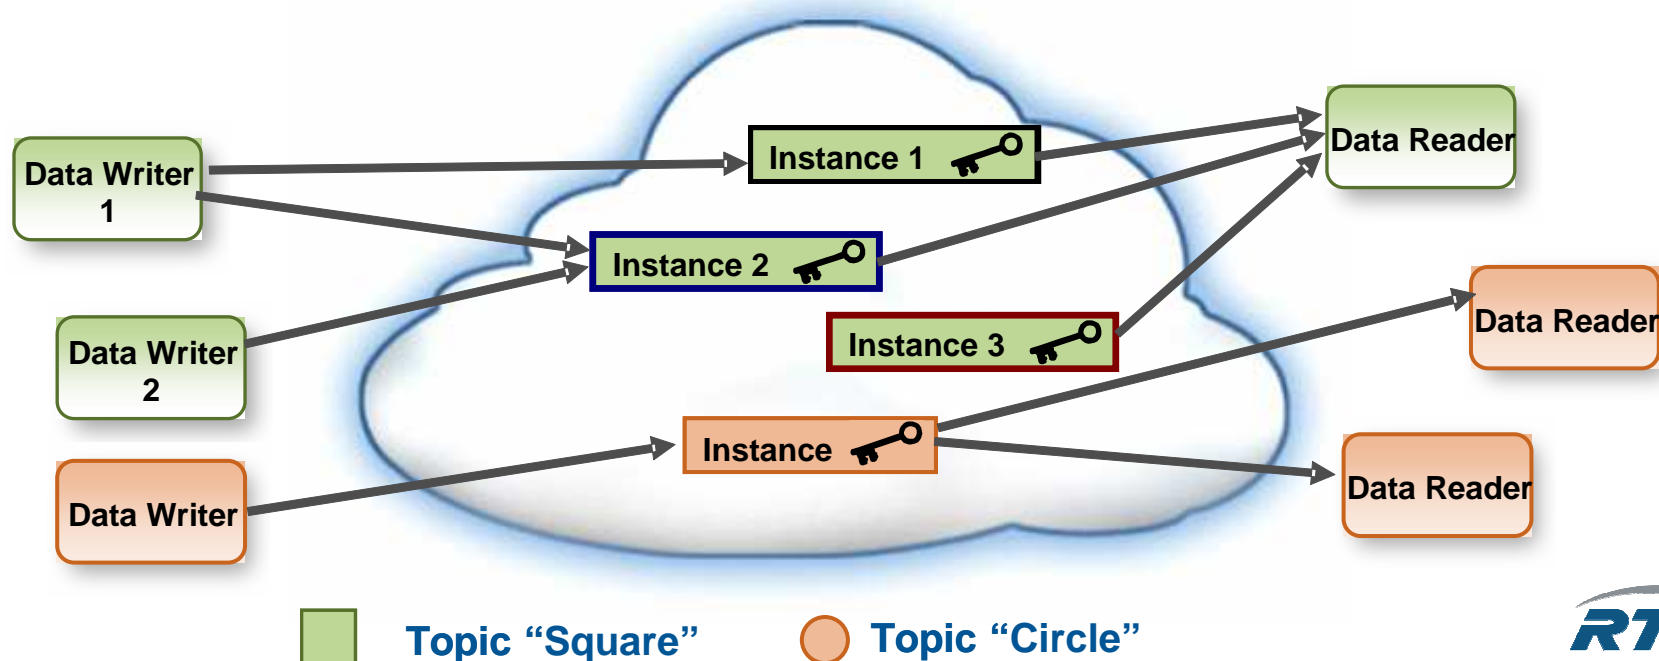 Data Writer
1
Data Writer
2
Data Writer
Instance 1
Instance 2
Instance 3
Instance
Data Reader
Data Reader
Data Reader
Topic “Square”
Topic “Circle”